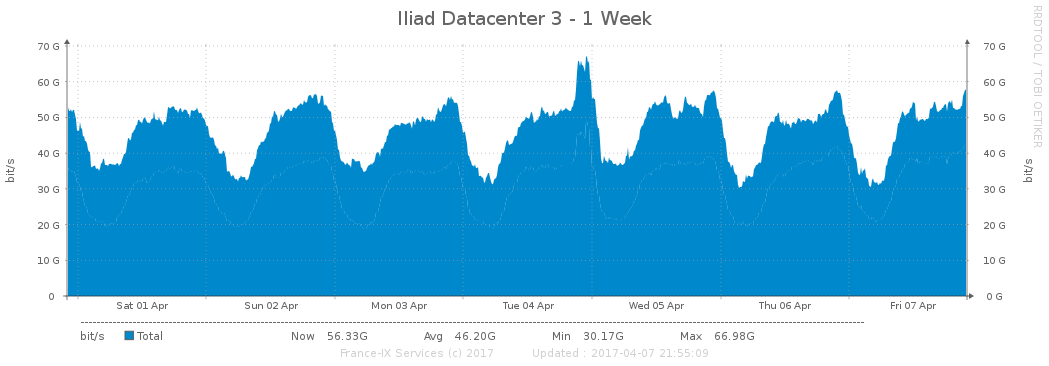 Iliad Datacenter 3 - 1 Week
RRDTOOL / TOBI OETIKER
bit/s
70 G
60 G
50 G
40 G
30 G
20 G
10 G
0
70 G
60 G
50 G
40 G
30 G
20 G
10 G
0 G
bit/s
Sat 01 Apr Sun 02 Apr Mon 03 Apr Tue 04 Apr Wed 05 Apr Thu 06 Apr Fri 07 Apr
bit/s Total Now 56.33G Avg 46.20G Min 30.17G Max 66.98G
France-IX Services (c) 2017 Updated : 2017-04-07 21:55:09